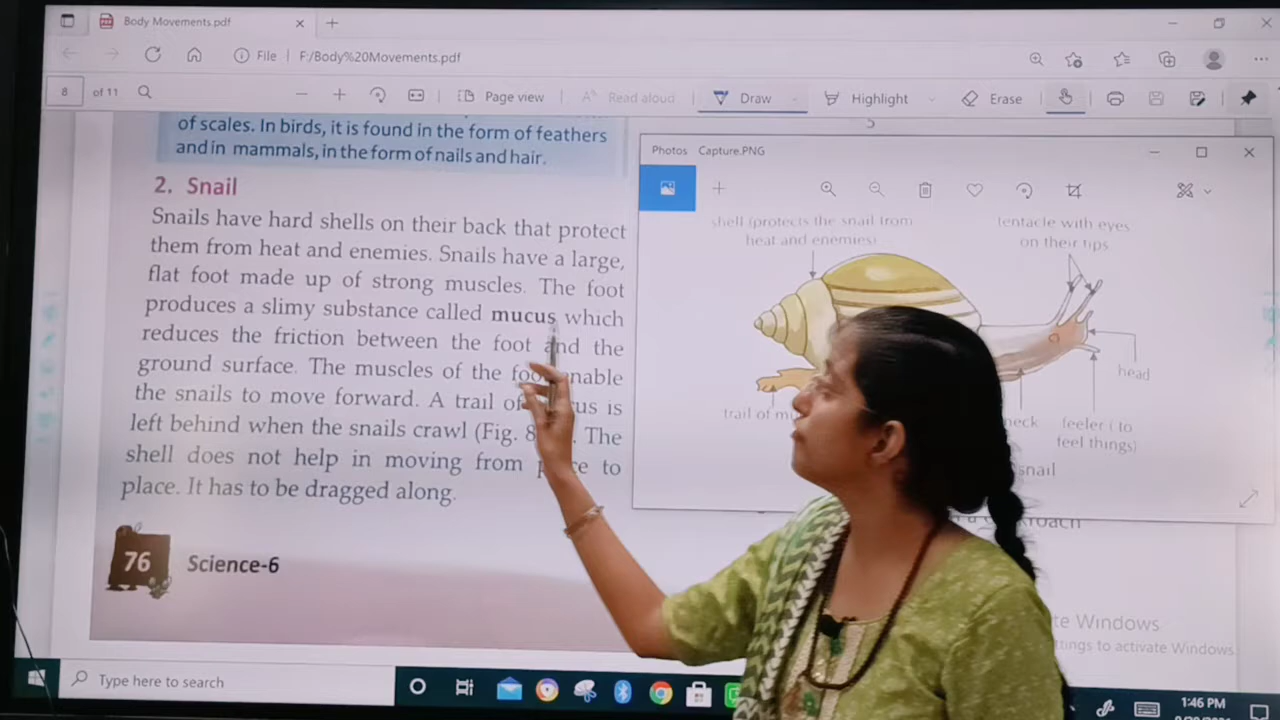 Body Movements.pdf
File F:/Body%20Movements.pdf
8 of 11
Page view
Read aloud
Draw
Highlight
Erase
of scales. In birds, it is found in the form of feathers
and in mammals, in the form of nails and hair.
2. Snail
Snails have hard shells on their back that protect
them from heat and enemies. Snails have a large,
flat foot made up of strong muscles. The foot
produces a slimy substance called mucus which
reduces the friction between the foot and the
ground surface. The muscles of the
the snails to move forward. A trail of
left behind when the snails crawl (Fig. The
shell does not help in moving from to
place. It has to be dragged along.
76 Science-6
Photos Capture.PNG
shell (protects the snail from
heat and enemies)
tentacle with eyes
on their tips
head
trail of
feeler ( to
feel things)
snail
Type here to search
1:46 PM